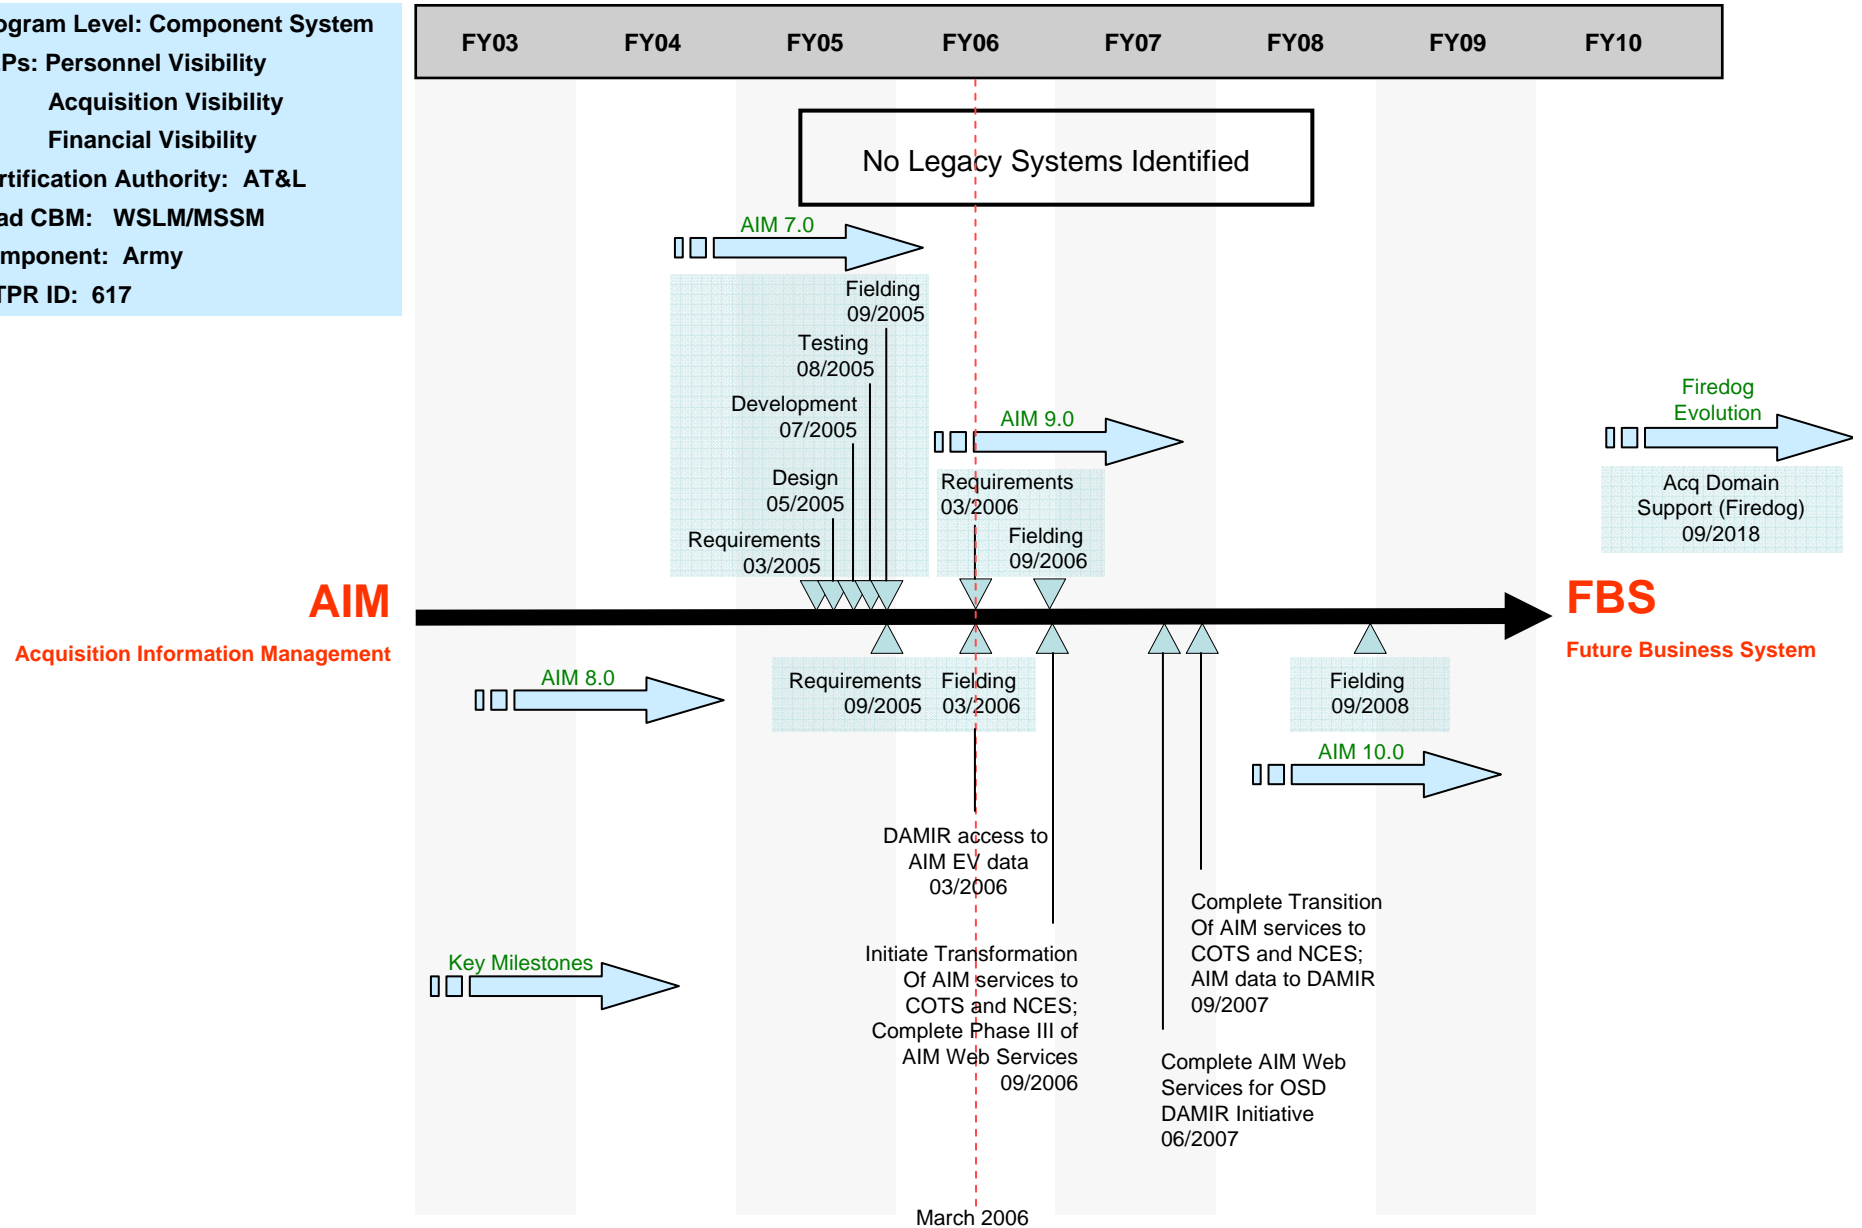 ogram Level: Component System
Ps: Personnel Visibility
Acquisition Visibility
Financial Visibility
rtification Authority: AT&L
ad CBM: WSLM/MSSM
mponent: Army
TPR ID: 617
FY03 FY04 FY05 FY06 FY07 FY08 FY09 FY10
No Legacy Systems Identified
AIM 7.0
Fielding
09/2005
Testing
08/2005
Development
07/2005
Design
05/2005
Requirements
03/2005
AIM 9.0
Requirements
03/2006
Fielding
09/2006
Firedog
Evolution
Acq Domain
Support (Firedog)
09/2018
AIM
Acquisition Information Management
FBS
Future Business System
AIM 8.0
Requirements
09/2005
Fielding
03/2006
Fielding
09/2008
AIM 10.0
DAMIR access to
AIM EV data
03/2006
Key Milestones
Initiate Transformation
Of AIM services to
COTS and NCES;
Complete Phase III of
AIM Web Services
09/2006
Complete Transition
Of AIM services to
COTS and NCES;
AIM data to DAMIR
09/2007
Complete AIM Web
Services for OSD
DAMIR Initiative
06/2007
March 2006